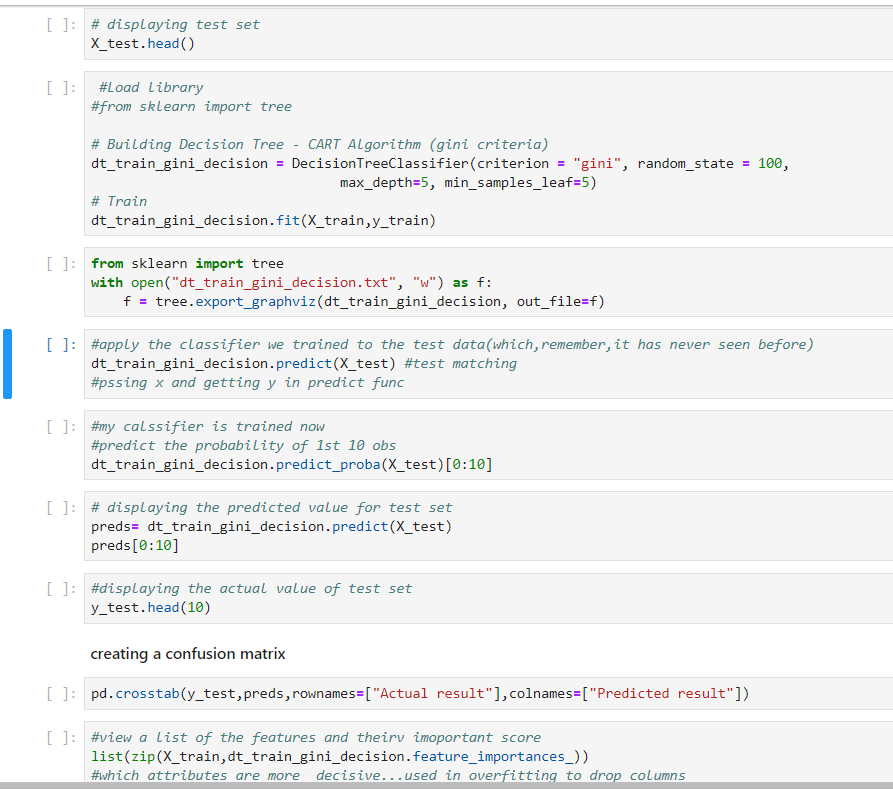 [ ]: # displaying test set
X_test.head()
[ ]: #Load library
#from sklearn import tree
# Building Decision Tree - CART Algorithm (gini criteria)
dt_train_gini_decision = DecisionTreeClassifier(criterion = "gini", random_state = 100,
max_depth=5, min_samples_leaf=5)
# Train
dt_train_gini_decision.fit(X_train,y_train)
[ ]: from sklearn import tree
with open("dt_train_gini_decision.txt", "w") as f:
f = tree.export_graphviz(dt_train_gini_decision, out_file=f)
[ ]: #apply the classifier we trained to the test data(which,remember,it has never seen before)
dt_train_gini_decision.predict(X_test) #test matching
#pssing x and getting y in predict func
[ ]: #my calssifier is trained now
#predict the probability of 1st 10 obs
dt_train_gini_decision.predict_proba(X_test)[0:10]
[ ]: # displaying the predicted value for test set
preds= dt_train_gini_decision.predict(X_test)
preds[0:10]
[ ]: #displaying the actual value of test set
y_test.head(10)
creating a confusion matrix
[ ]: pd.crosstab(y_test,preds,rownames=["Actual result"],colnames=["Predicted result"])
[ ]: #view a list of the features and theirv imoportant score
list(zip(X_train,dt_train_gini_decision.feature_importances_))
#which attributes are more  decisive...used in overfitting to drop columns